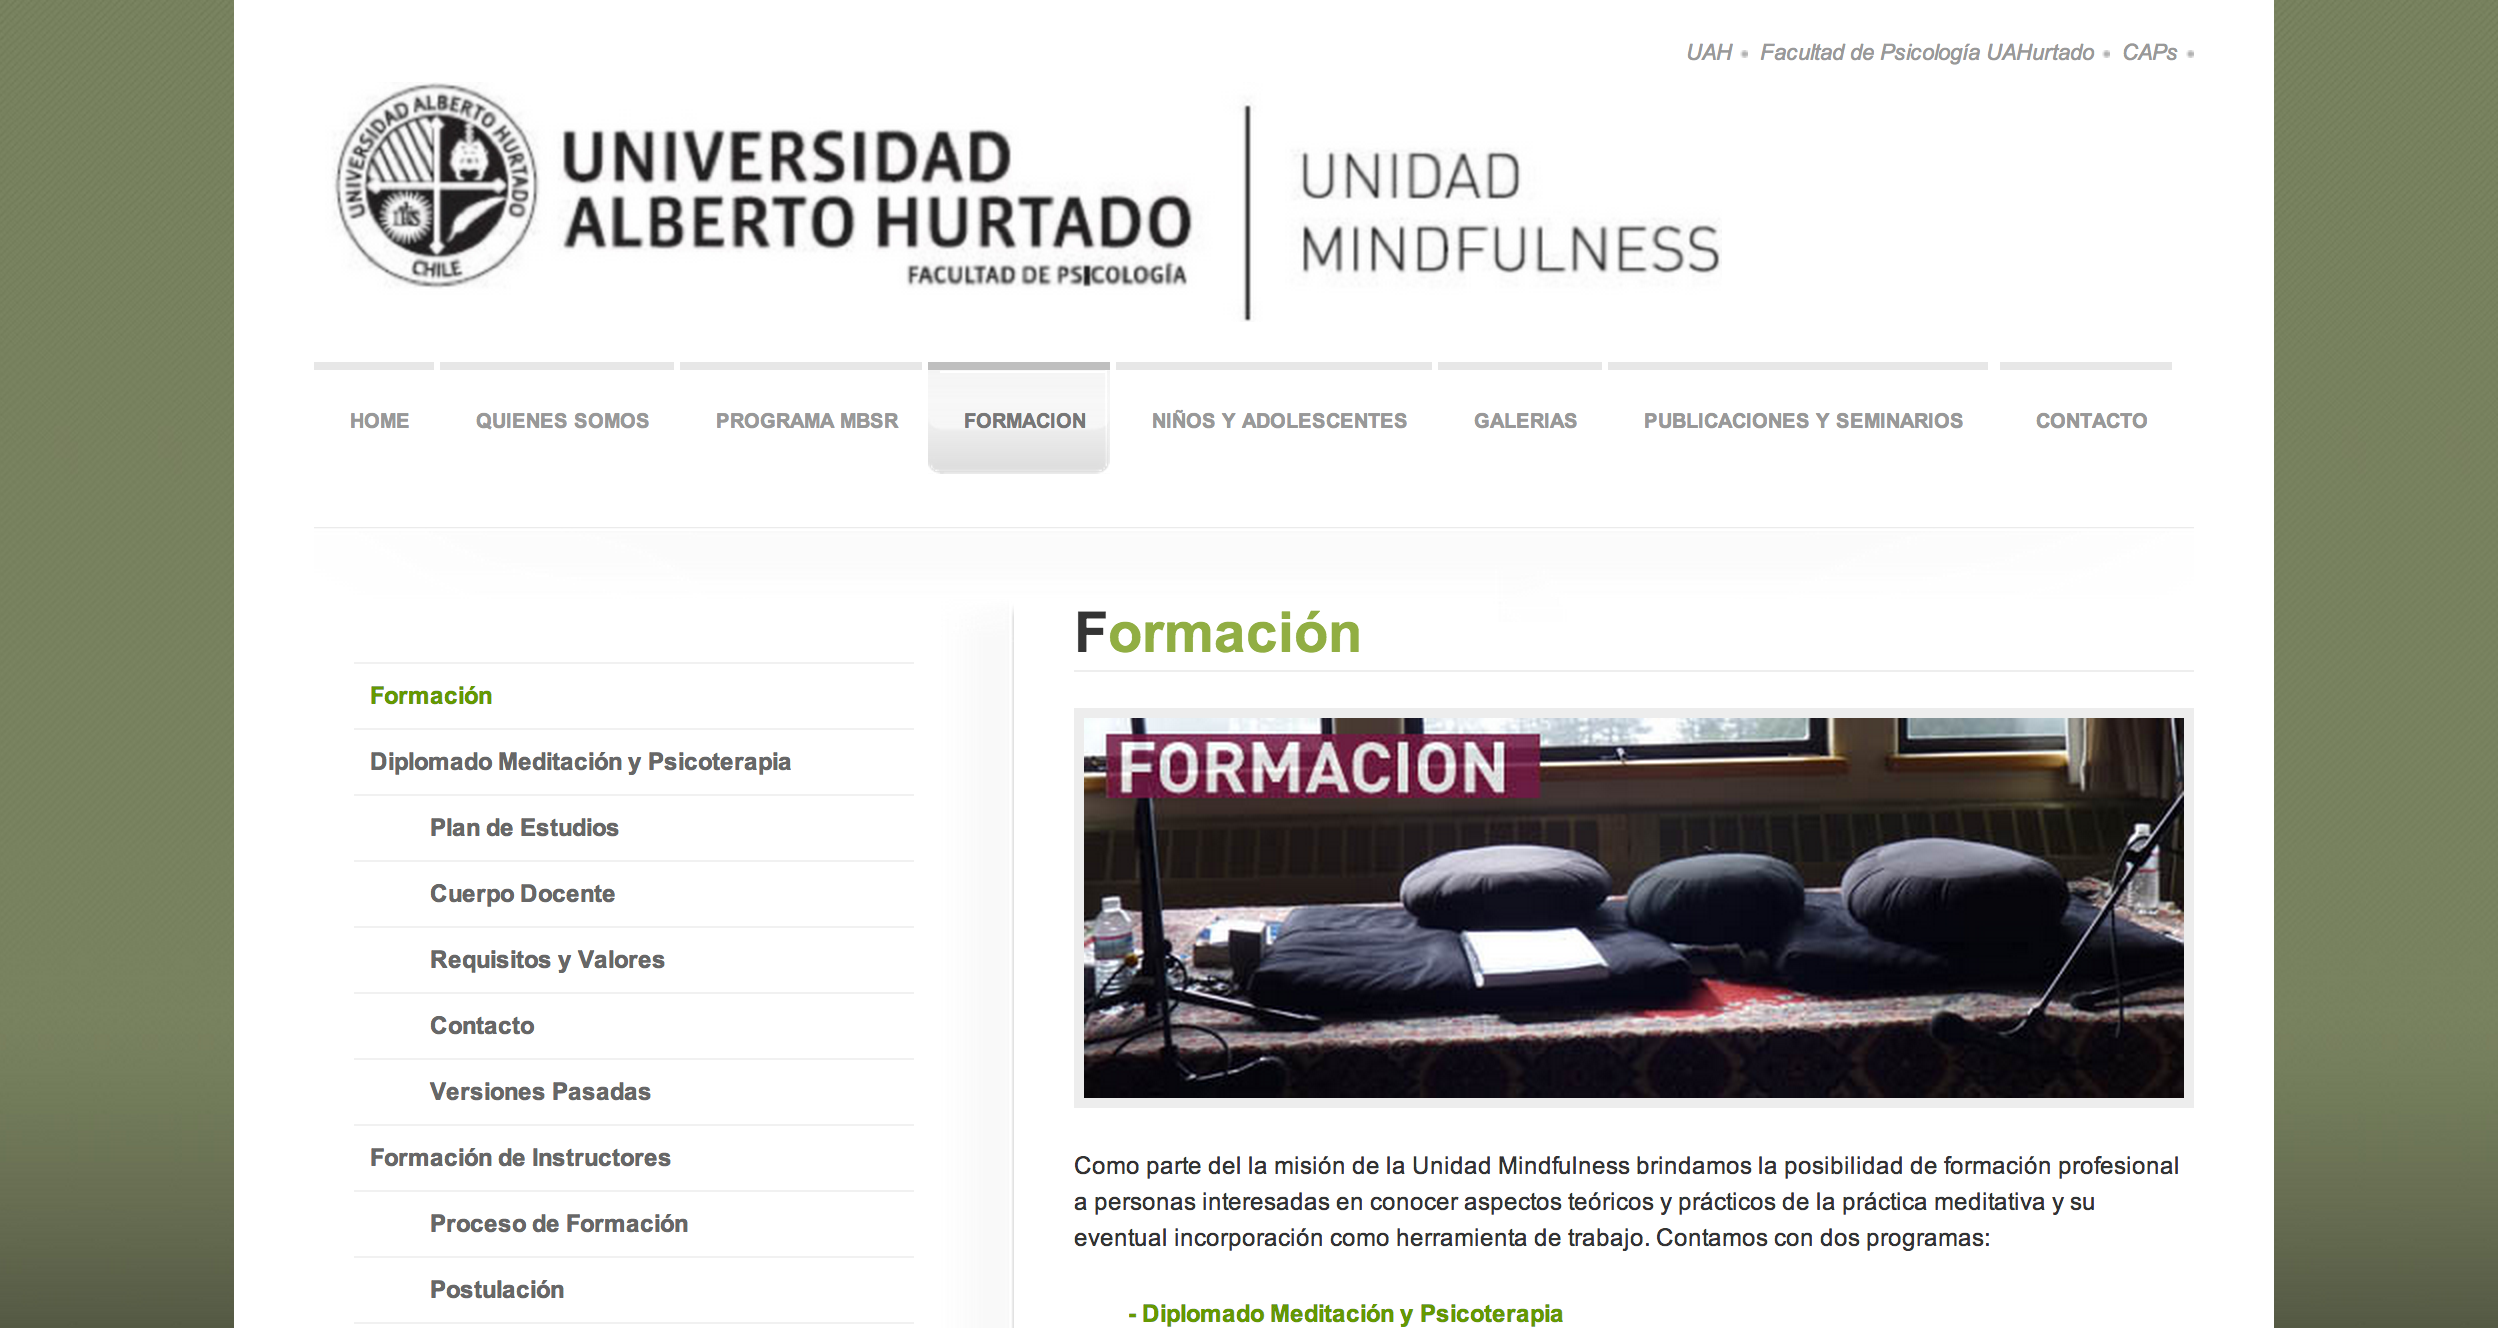 UAH • Facultad de Psicología UAHurtado • CAPs •
UNIVERSIDAD ALBERTO HURTADO
CHILE
IHS
UNIVERSIDAD
ALBERTO HURTADO
FACULTAD DE PSICOLOGÍA
UNIDAD
MINDFULNESS
HOME QUIENES SOMOS PROGRAMA MBSR FORMACION NIÑOS Y ADOLESCENTES GALERIAS PUBLICACIONES Y SEMINARIOS CONTACTO
Formación
Diplomado Meditación y Psicoterapia
Plan de Estudios
Cuerpo Docente
Requisitos y Valores
Contacto
Versiones Pasadas
Formación de Instructores
Proceso de Formación
Postulación
Formación
FORMACION
Como parte del la misión de la Unidad Mindfulness brindamos la posibilidad de formación profesional
a personas interesadas en conocer aspectos teóricos y prácticos de la práctica meditativa y su
eventual incorporación como herramienta de trabajo. Contamos con dos programas:
- Diplomado Meditación y Psicoterapia